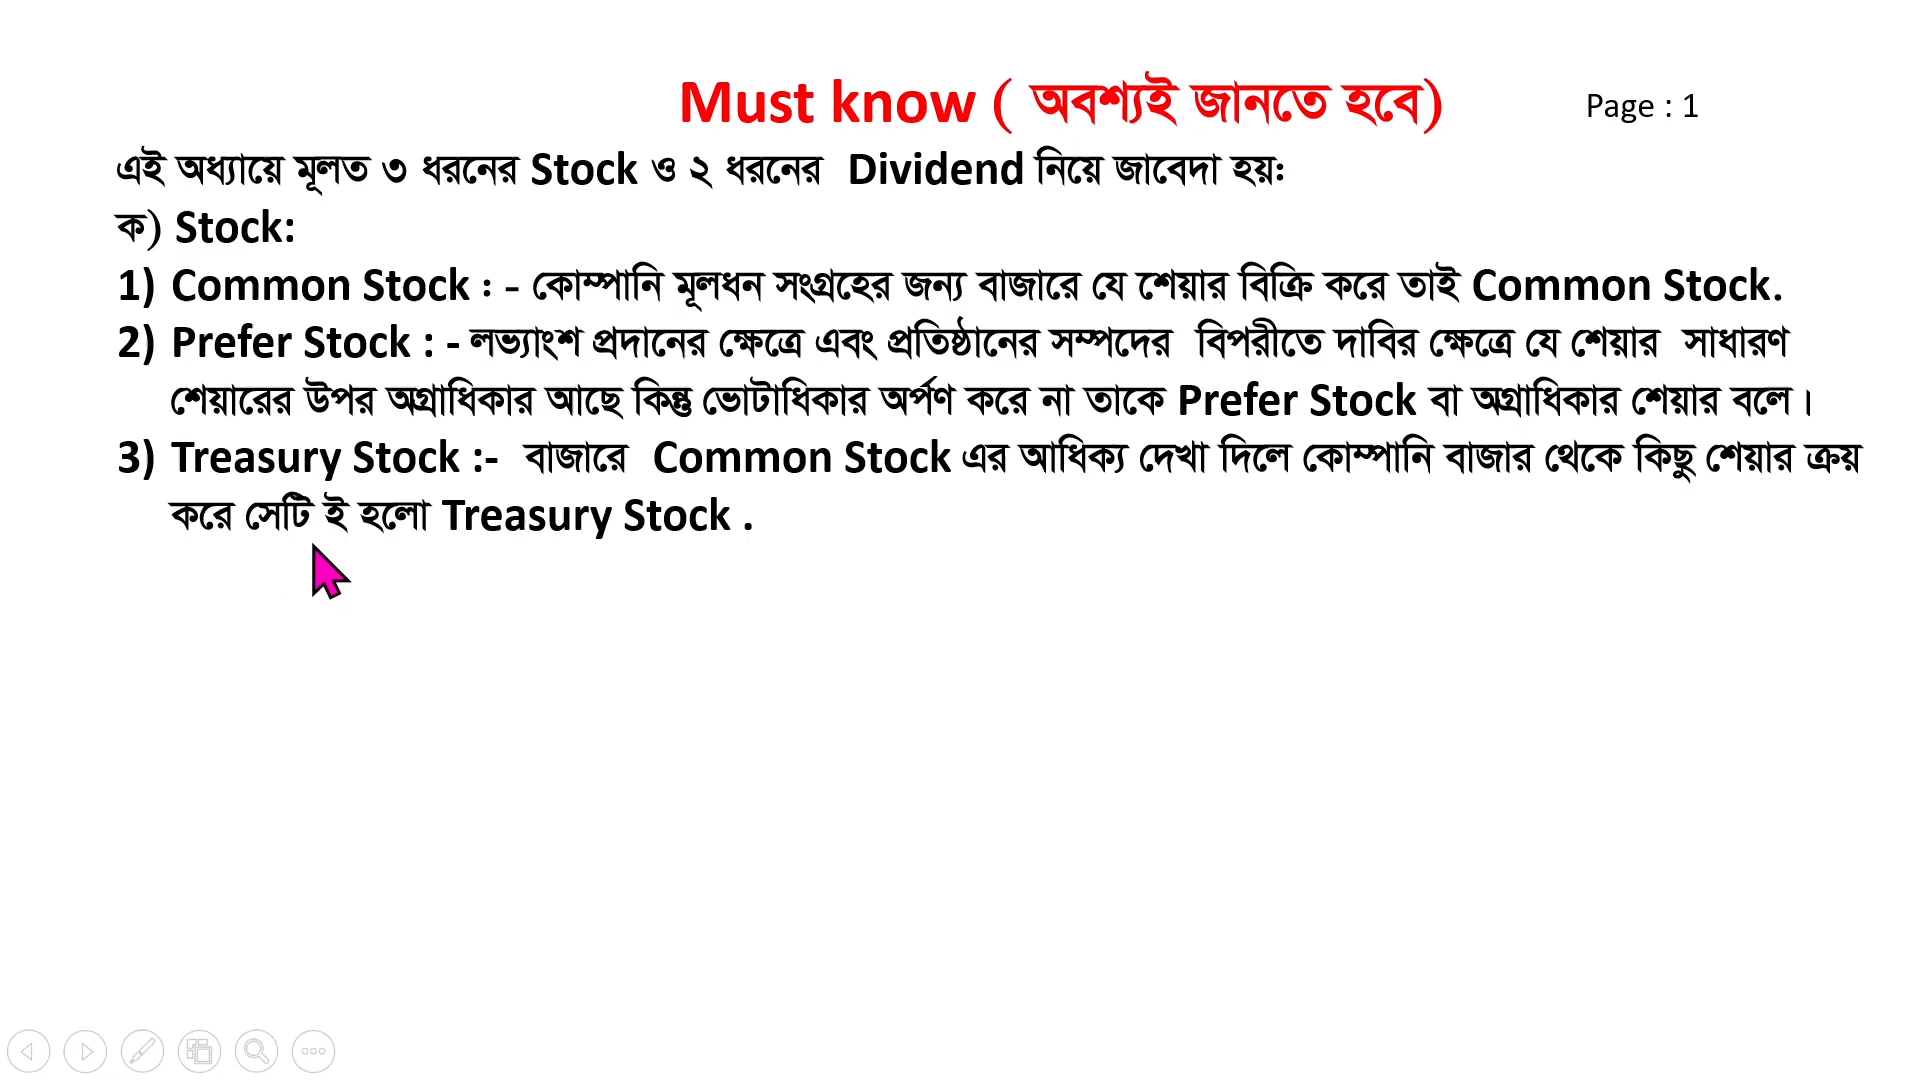 Must know ( অবশ্যই জানতে হবে)
Page : 1
এই অধ্যায়ে মূলত ৩ ধরনের Stock ও ২ ধরনের Dividend নিয়ে জাবেদা হয়ঃ
ক) Stock:
1) Common Stock : - কোম্পানি মূলধন সংগ্রহের জন্য বাজারে যে শেয়ার বিক্রি করে তাই Common Stock.
2) Prefer Stock : - লভ্যাংশ প্রদানের ক্ষেত্রে এবং প্রতিষ্ঠানের সম্পদের বিপরীতে দাবির ক্ষেত্রে যে শেয়ার সাধারণ
শেয়ারের উপর অগ্রাধিকার আছে কিন্তু ভোটাধিকার অর্পণ করে না তাকে Prefer Stock বা অগ্রাধিকার শেয়ার বলে।
3) Treasury Stock :- বাজারে Common Stock এর আধিক্য দেখা দিলে কোম্পানি বাজার থেকে কিছু শেয়ার ক্রয়
করে সেটি ই হলো Treasury Stock .